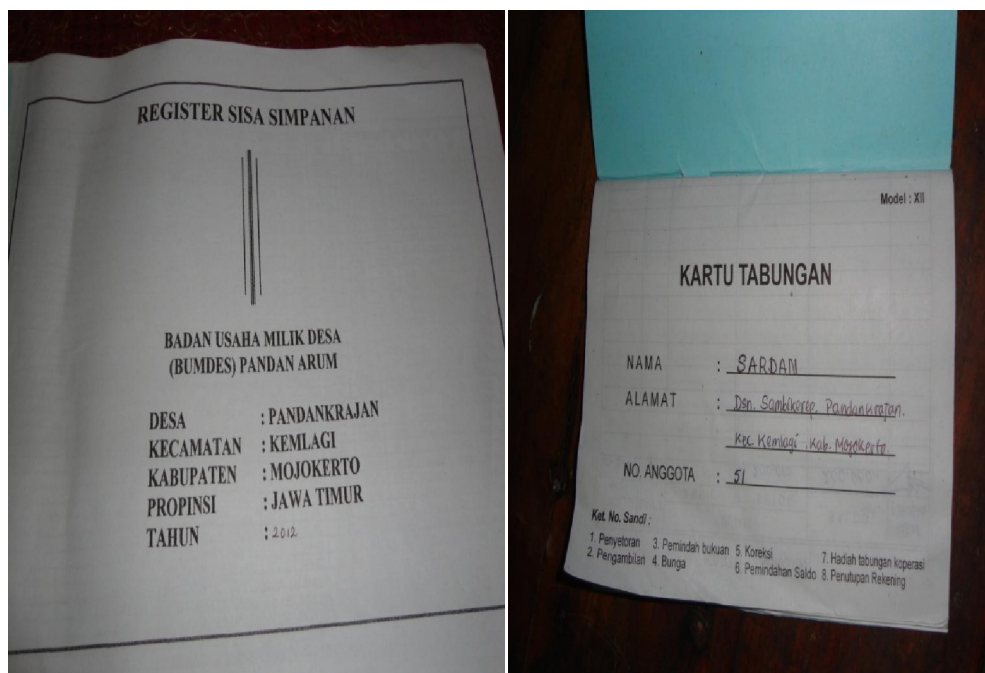 REGISTER SISA SIMPANAN
BADAN USAHA MILIK DESA
(BUMDES) PANDAN ARUM
DESA : PANDANKRAJAN
KECAMATAN : KEMLAGI
KABUPATEN : MOJOKERTO
PROPINSI : JAWA TIMUR
TAHUN : 2012
Model : XII
KARTU TABUNGAN
NAMA : SARDAN
ALAMAT : Dsn. Sambikerep. Pandankrajan.
Kec. Kemlagi. Kab. Mojokerto.
NO. ANGGOTA : 51
Ket. No. Sandi :
1. Penyetoran 3. Pemindah bukuan 5. Koreksi 7. Hadiah tabungan koperasi
2. Pengambilan 4. Bunga 6. Pemindahan Saldo 8. Penutupan Rekening